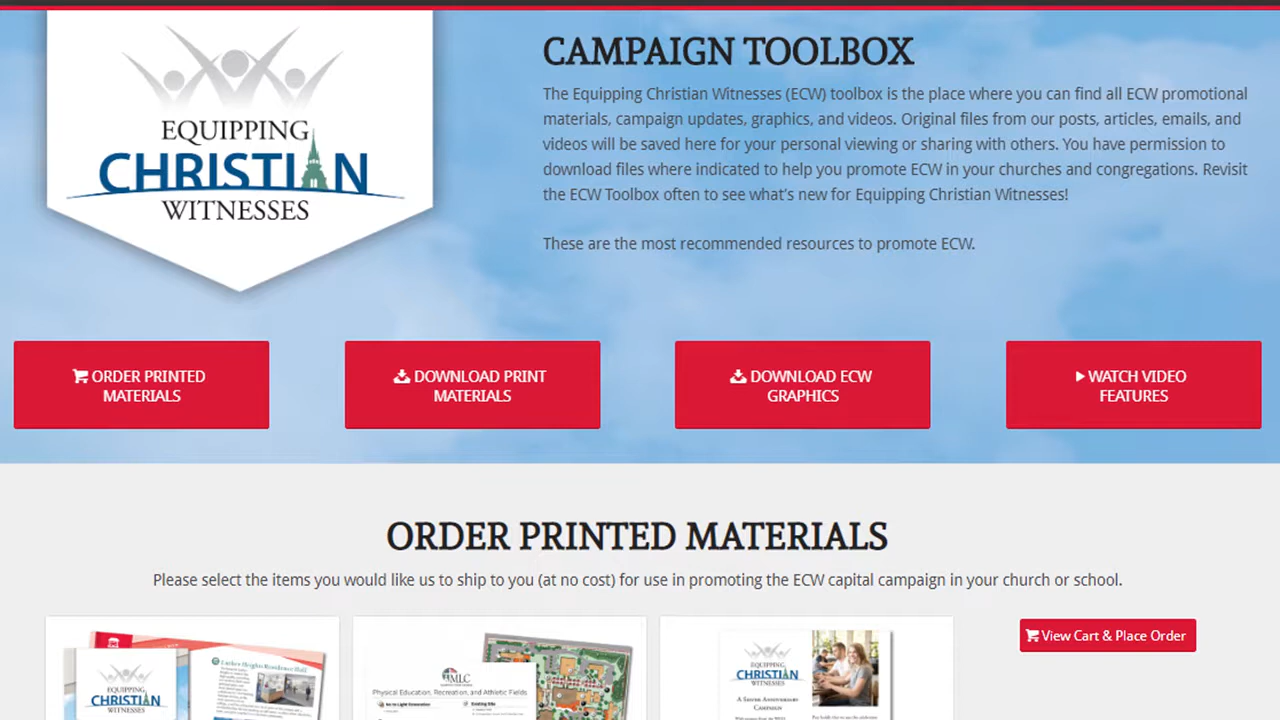 EQUIPPING
CHRISTIAN
WITNESSES
CAMPAIGN TOOLBOX
The Equipping Christian Witnesses (ECW) toolbox is the place where you can find all ECW promotional
materials, campaign updates, graphics, and videos. Original files from our posts, articles, emails, and
videos will be saved here for your personal viewing or sharing with others. You have permission to
download files where indicated to help you promote ECW in your churches and congregations. Revisit
the ECW Toolbox often to see what's new for Equipping Christian Witnesses!
These are the most recommended resources to promote ECW.
ORDER PRINTED
MATERIALS
DOWNLOAD PRINT
MATERIALS
DOWNLOAD ECW
GRAPHICS
WATCH VIDEO
FEATURES
ORDER PRINTED MATERIALS
Please select the items you would like us to ship to you (at no cost) for use in promoting the ECW capital campaign in your church or school.
View Cart & Place Order
EQUIPPING
CHRISTIAN
WITNESSES
Luther Heights Residence Hall
MLC
Physical Education, Recreation, and Athletic Fields
Existing Site
EQUIPPING
CHRISTIAN
WITNESSES
A Silver Anniversary
Campaign